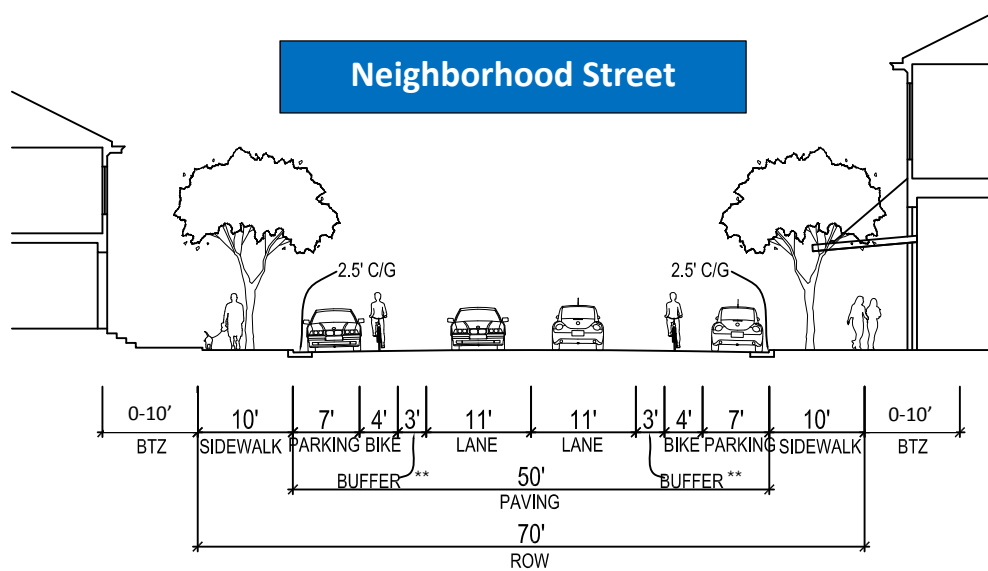 Neighborhood Street
2.5' C/G
2.5' C/G
0-10' 10' 7' 4' 3' 11' 11' 3' 4' 7' 10' 0-10'
BTZ SIDEWALK PARKING BIKE LANE LANE BIKE PARKING SIDEWALK BTZ
BUFFER ** 50' BUFFER **
PAVING
70'
ROW